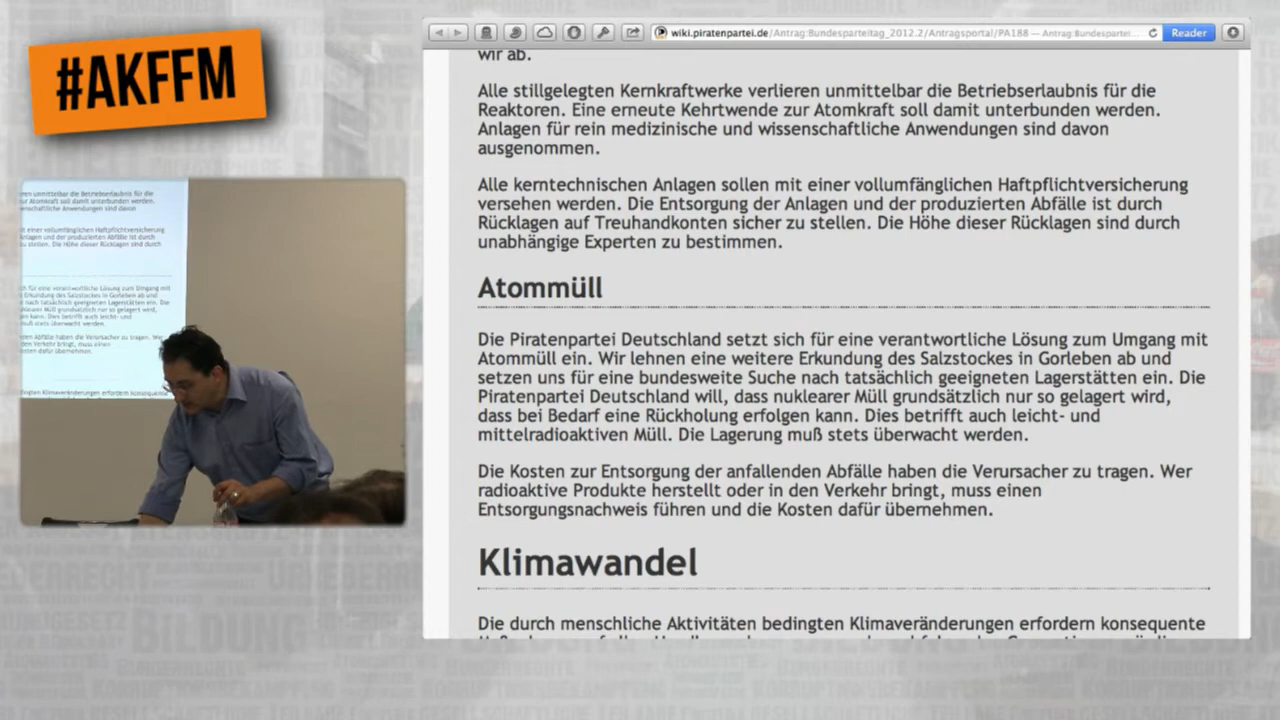 #AKFFM
wiki.piratenpartei.de/Antrag:Bundesparteitag_2012.2/Antragsportal/PA188 — Antrag:Bundespartei...
Reader
wir ab.
Alle stillgelegten Kernkraftwerke verlieren unmittelbar die Betriebserlaubnis für die
Reaktoren. Eine erneute Kehrtwende zur Atomkraft soll damit unterbunden werden.
Anlagen für rein medizinische und wissenschaftliche Anwendungen sind davon
ausgenommen.
Alle kerntechnischen Anlagen sollen mit einer vollumfänglichen Haftpflichtversicherung
versehen werden. Die Entsorgung der Anlagen und der produzierten Abfälle ist durch
Rücklagen auf Treuhandkonten sicher zu stellen. Die Höhe dieser Rücklagen sind durch
unabhängige Experten zu bestimmen.
Atommüll
Die Piratenpartei Deutschland setzt sich für eine verantwortliche Lösung zum Umgang mit
Atommüll ein. Wir lehnen eine weitere Erkundung des Salzstockes in Gorleben ab und
setzen uns für eine bundesweite Suche nach tatsächlich geeigneten Lagerstätten ein. Die
Piratenpartei Deutschland will, dass nuklearer Müll grundsätzlich nur so gelagert wird,
dass bei Bedarf eine Rückholung erfolgen kann. Dies betrifft auch leicht- und
mittelradioaktiven Müll. Die Lagerung muß stets überwacht werden.
Die Kosten zur Entsorgung der anfallenden Abfälle haben die Verursacher zu tragen. Wer
radioaktive Produkte herstellt oder in den Verkehr bringt, muss einen
Entsorgungsnachweis führen und die Kosten dafür übernehmen.
Klimawandel
Die durch menschliche Aktivitäten bedingten Klimaveränderungen erfordern konsequente
BILDUNG